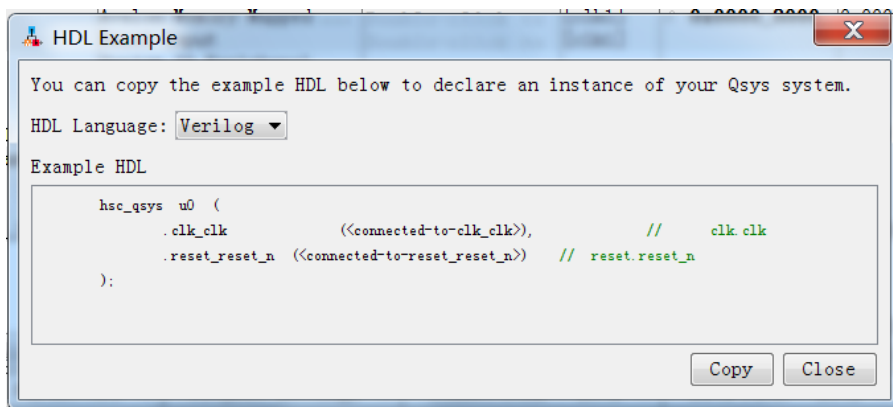 HDL Example
You can copy the example HDL below to declare an instance of your Qsys system.
HDL Language: Verilog
Example HDL
hsc_qsys u0 (
.clk_clk (<connected-to-clk_clk>), // clk.clk
.reset_reset_n (<connected-to-reset_reset_n>) // reset.reset_n
);
Copy Close